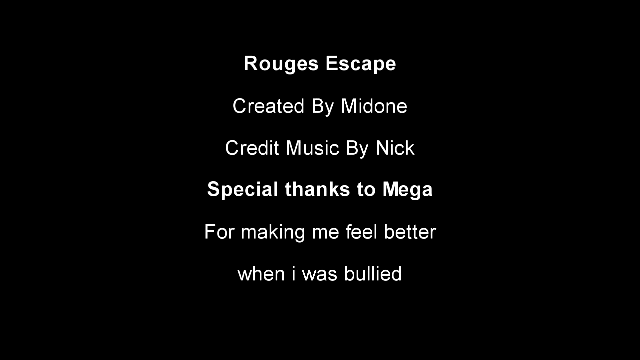 Rouges Escape
Created By Midone
Credit Music By Nick
Special thanks to Mega
For making me feel better
when i was bullied